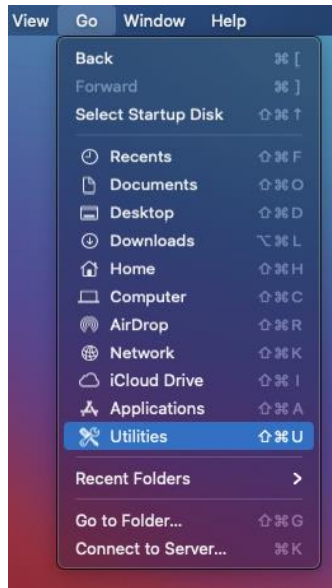 View Go Window Help
Back ⌘ [
Forward ⌘ ]
Select Startup Disk ⇧⌘↑
Recents ⇧⌘F
Documents ⇧⌘O
Desktop ⇧⌘D
Downloads ⌥⌘L
Home ⇧⌘H
Computer ⇧⌘C
AirDrop ⇧⌘R
Network ⇧⌘K
iCloud Drive ⇧⌘I
Applications ⇧⌘A
Utilities ⇧⌘U
Recent Folders >
Go to Folder... ⇧⌘G
Connect to Server... ⌘K